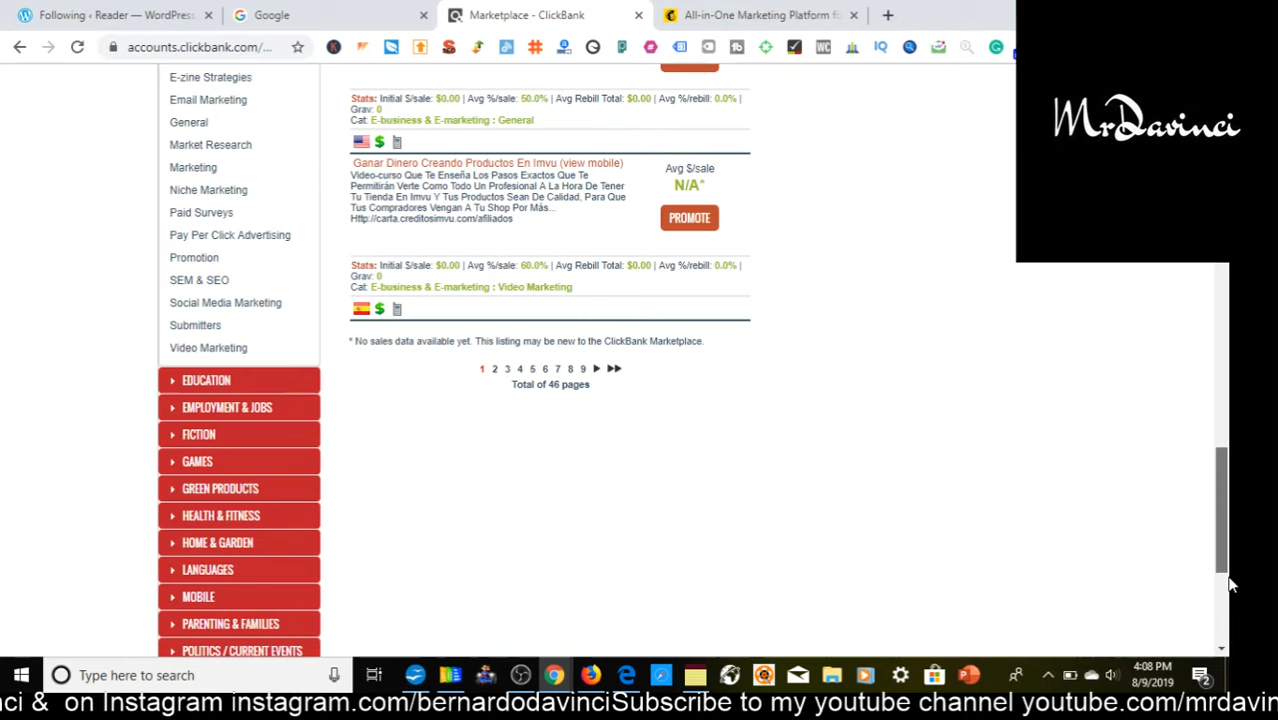 Following ‹ Reader — WordPres
Google
Marketplace - ClickBank
All-in-One Marketing Platform fo
accounts.clickbank.com/...
MrDavinci
E-zine Strategies
Email Marketing
General
Market Research
Marketing
Niche Marketing
Paid Surveys
Pay Per Click Advertising
Promotion
SEM & SEO
Social Media Marketing
Submitters
Video Marketing
EDUCATION
EMPLOYMENT & JOBS
FICTION
GAMES
GREEN PRODUCTS
HEALTH & FITNESS
HOME & GARDEN
LANGUAGES
MOBILE
PARENTING & FAMILIES
POLITICS / CURRENT EVENTS
Stats: Initial $/sale: $0.00 | Avg %/sale: 50.0% | Avg Rebill Total: $0.00 | Avg %/rebill: 0.0% |
Grav: 0
Cat: E-business & E-marketing : General
Ganar Dinero Creando Productos En Imvu (view mobile)
Video-curso Que Te Enseña Los Pasos Exactos Que Te
Permitirán Verte Como Todo Un Profesional A La Hora De Tener
Tu Tienda En Imvu Y Tus Productos Sean De Calidad, Para Que
Tus Compradores Vengan A Tu Shop Por Más...
Http://carta.creditosimvu.com/afiliados
Avg $/sale
N/A*
PROMOTE
Stats: Initial $/sale: $0.00 | Avg %/sale: 60.0% | Avg Rebill Total: $0.00 | Avg %/rebill: 0.0% |
Grav: 0
Cat: E-business & E-marketing : Video Marketing
* No sales data available yet. This listing may be new to the ClickBank Marketplace.
1 2 3 4 5 6 7 8 9
Total of 46 pages
Type here to search
4:08 PM
8/9/2019
2
nci & on Instagram instagram.com/bernardodavinciSubscribe to my youtube channel youtube.com/mrdavin